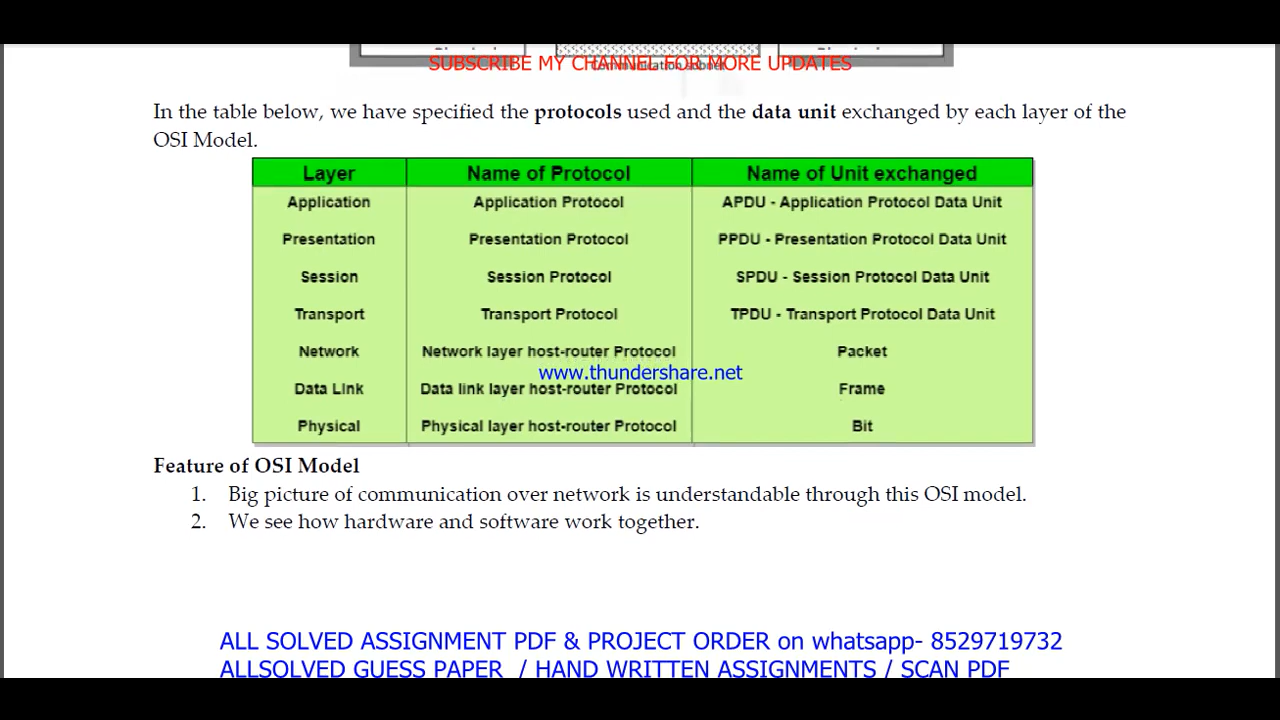 SUBSCRIBE MY CHANNEL FOR MORE UPDATES
In the table below, we have specified the protocols used and the data unit exchanged by each layer of the
OSI Model.
Layer Name of Protocol Name of Unit exchanged
Application Application Protocol APDU - Application Protocol Data Unit
Presentation Presentation Protocol PPDU - Presentation Protocol Data Unit
Session Session Protocol SPDU - Session Protocol Data Unit
Transport Transport Protocol TPDU - Transport Protocol Data Unit
Network Network layer host-router Protocol Packet
www.thundershare.net
Data Link Data link layer host-router Protocol Frame
Physical Physical layer host-router Protocol Bit
Feature of OSI Model
1. Big picture of communication over network is understandable through this OSI model.
2. We see how hardware and software work together.
ALL SOLVED ASSIGNMENT PDF & PROJECT ORDER on whatsapp- 8529719732
ALLSOLVED GUESS PAPER / HAND WRITTEN ASSIGNMENTS / SCAN PDF